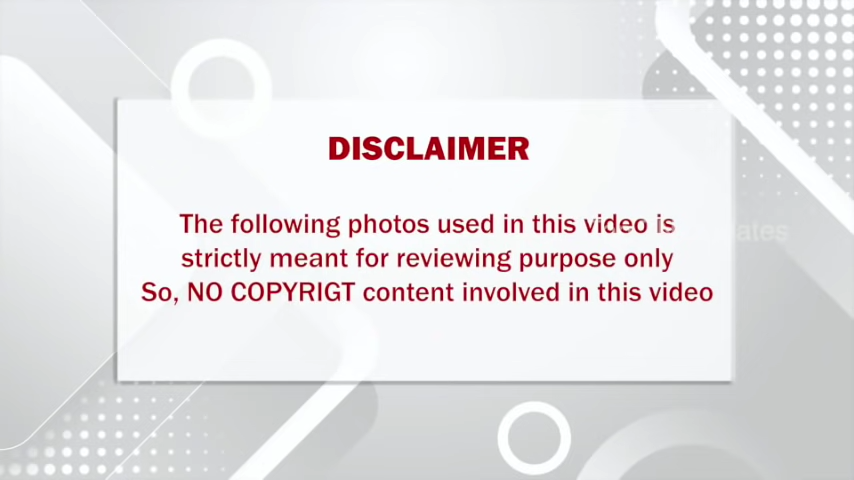 DISCLAIMER
The following photos used in this video is
strictly meant for reviewing purpose only
So, NO COPYRIGT content involved in this video